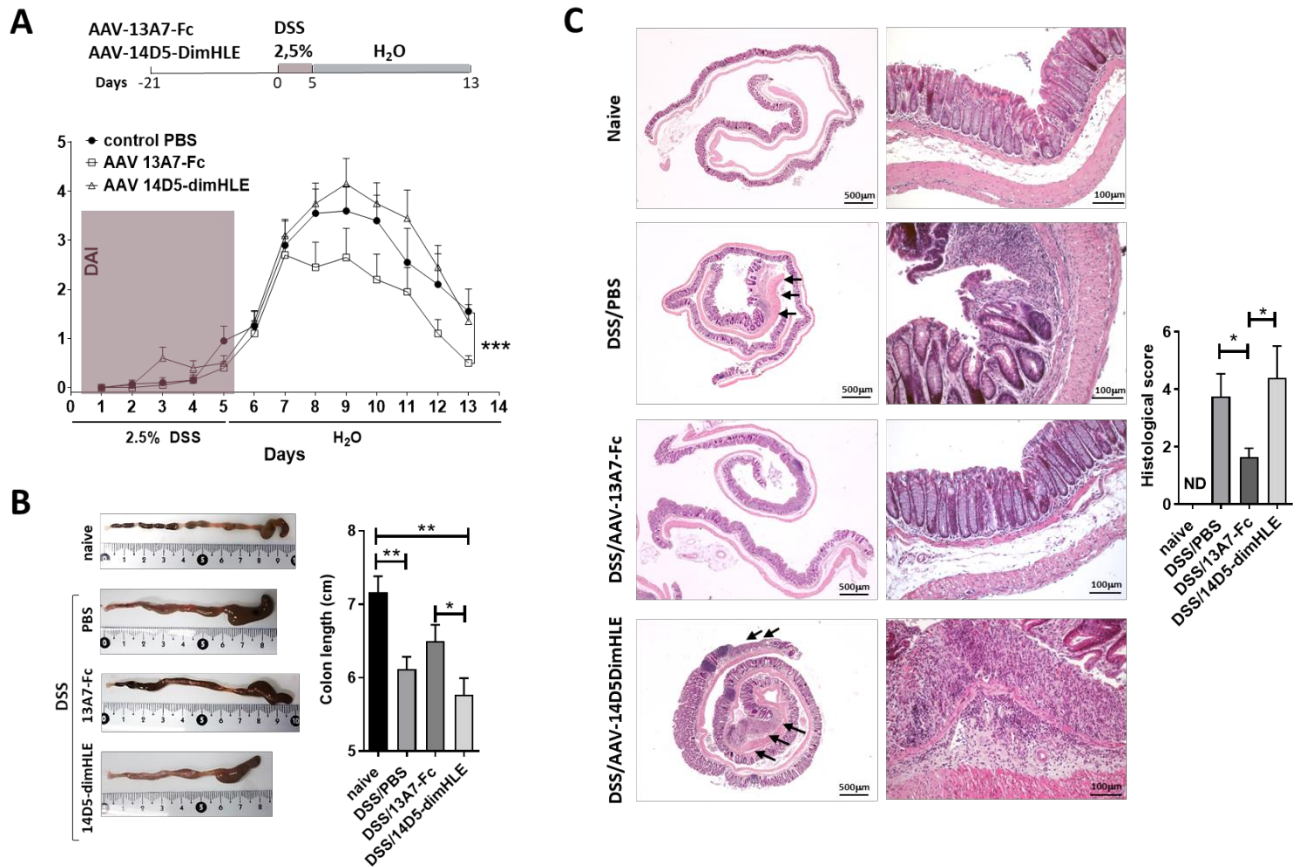 A
AAV-13A7-Fc
AAV-14D5-DimHLE
DSS
2,5%
H₂O
Days
-21
0
5
13
control PBS
AAV 13A7-Fc
AAV 14D5-dimHLE
5
4
3
2
1
0
DAI
***
0 1 2 3 4 5 6 7 8 9 10 11 12 13 14
2.5% DSS
H₂O
Days
B
naive
DSS
PBS
13A7-Fc
14D5-dimHLE
Colon length (cm)
8
7
6
5
**
**
*
naive
DSS/PBS
DSS/13A7-Fc
DSS/14D5-dimHLE
C
Naive
500µm
100µm
DSS/PBS
500µm
100µm
DSS/AAV-13A7-Fc
500µm
100µm
DSS/AAV-14D5DimHLE
500µm
100µm
Histological score
6
4
2
0
*
*
ND
naive
DSS/PBS
DSS/13A7-Fc
DSS/14D5-dimHLE